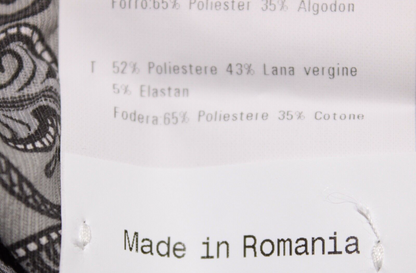 Forro:65% Poliester 35% Algodon
T 52% Poliestere 43% Lana vergine
5% Elastan
Fodera 65% Poliestere 35% Cotone
Made in Romania